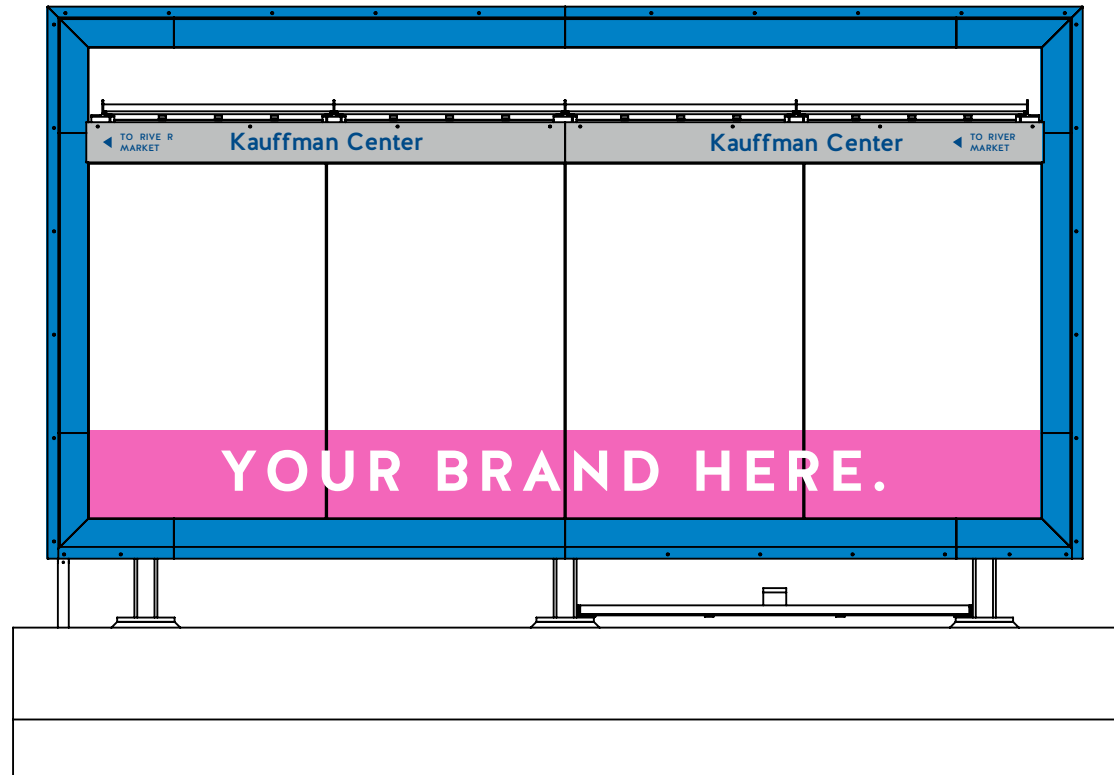 TO RIVE R
MARKET
Kauffman Center
Kauffman Center
TO RIVER
MARKET
YOUR BRAND HERE.